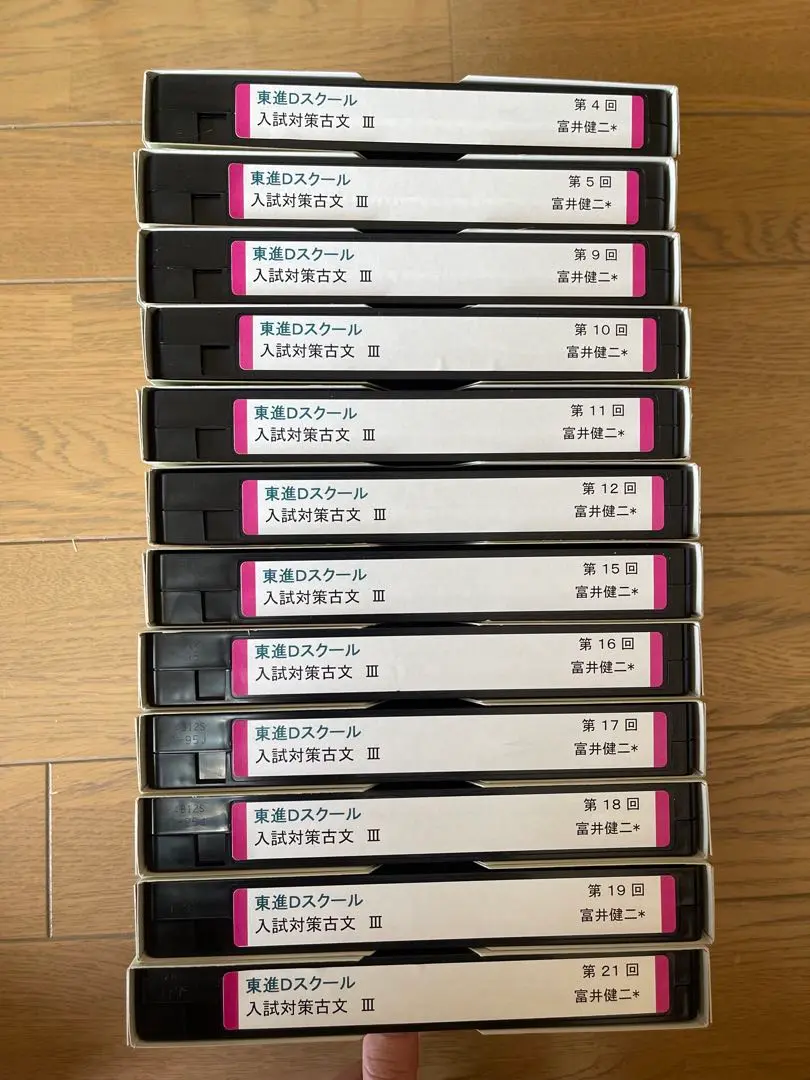 東進Dスクール
第 4 回
入試対策古文 Ⅲ
富井健二*
東進Dスクール
第 5 回
入試対策古文 Ⅲ
富井健二*
東進Dスクール
第 9 回
入試対策古文 Ⅲ
富井健二*
東進Dスクール
第 10 回
入試対策古文 Ⅲ
富井健二*
東進Dスクール
第 11 回
入試対策古文 Ⅲ
富井健二*
東進Dスクール
第 12 回
入試対策古文 Ⅲ
富井健二*
東進Dスクール
第 15 回
入試対策古文 Ⅲ
富井健二*
東進Dスクール
第 16 回
入試対策古文 Ⅲ
富井健二*
東進Dスクール
第 17 回
入試対策古文 Ⅲ
富井健二*
東進Dスクール
第 18 回
入試対策古文 Ⅲ
富井健二*
東進Dスクール
第 19 回
入試対策古文 Ⅲ
富井健二*
東進Dスクール
第 21 回
入試対策古文 Ⅲ
富井健二*